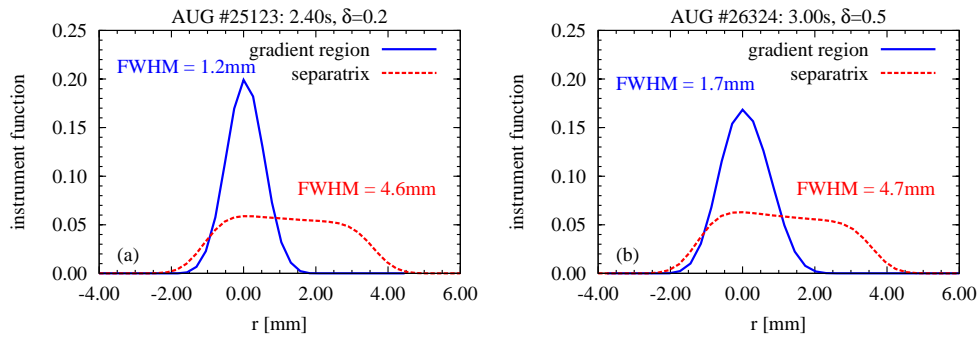 AUG #25123: 2.40s, δ=0.2
0.25
0.20
0.15
0.10
0.05
0.00
instrument function
gradient region
separatrix
FWHM = 1.2mm
FWHM = 4.6mm
(a)
-4.00 -2.00 0.00 2.00 4.00 6.00
r [mm]
AUG #26324: 3.00s, δ=0.5
0.25
0.20
0.15
0.10
0.05
0.00
instrument function
gradient region
separatrix
FWHM = 1.7mm
FWHM = 4.7mm
(b)
-4.00 -2.00 0.00 2.00 4.00 6.00
r [mm]